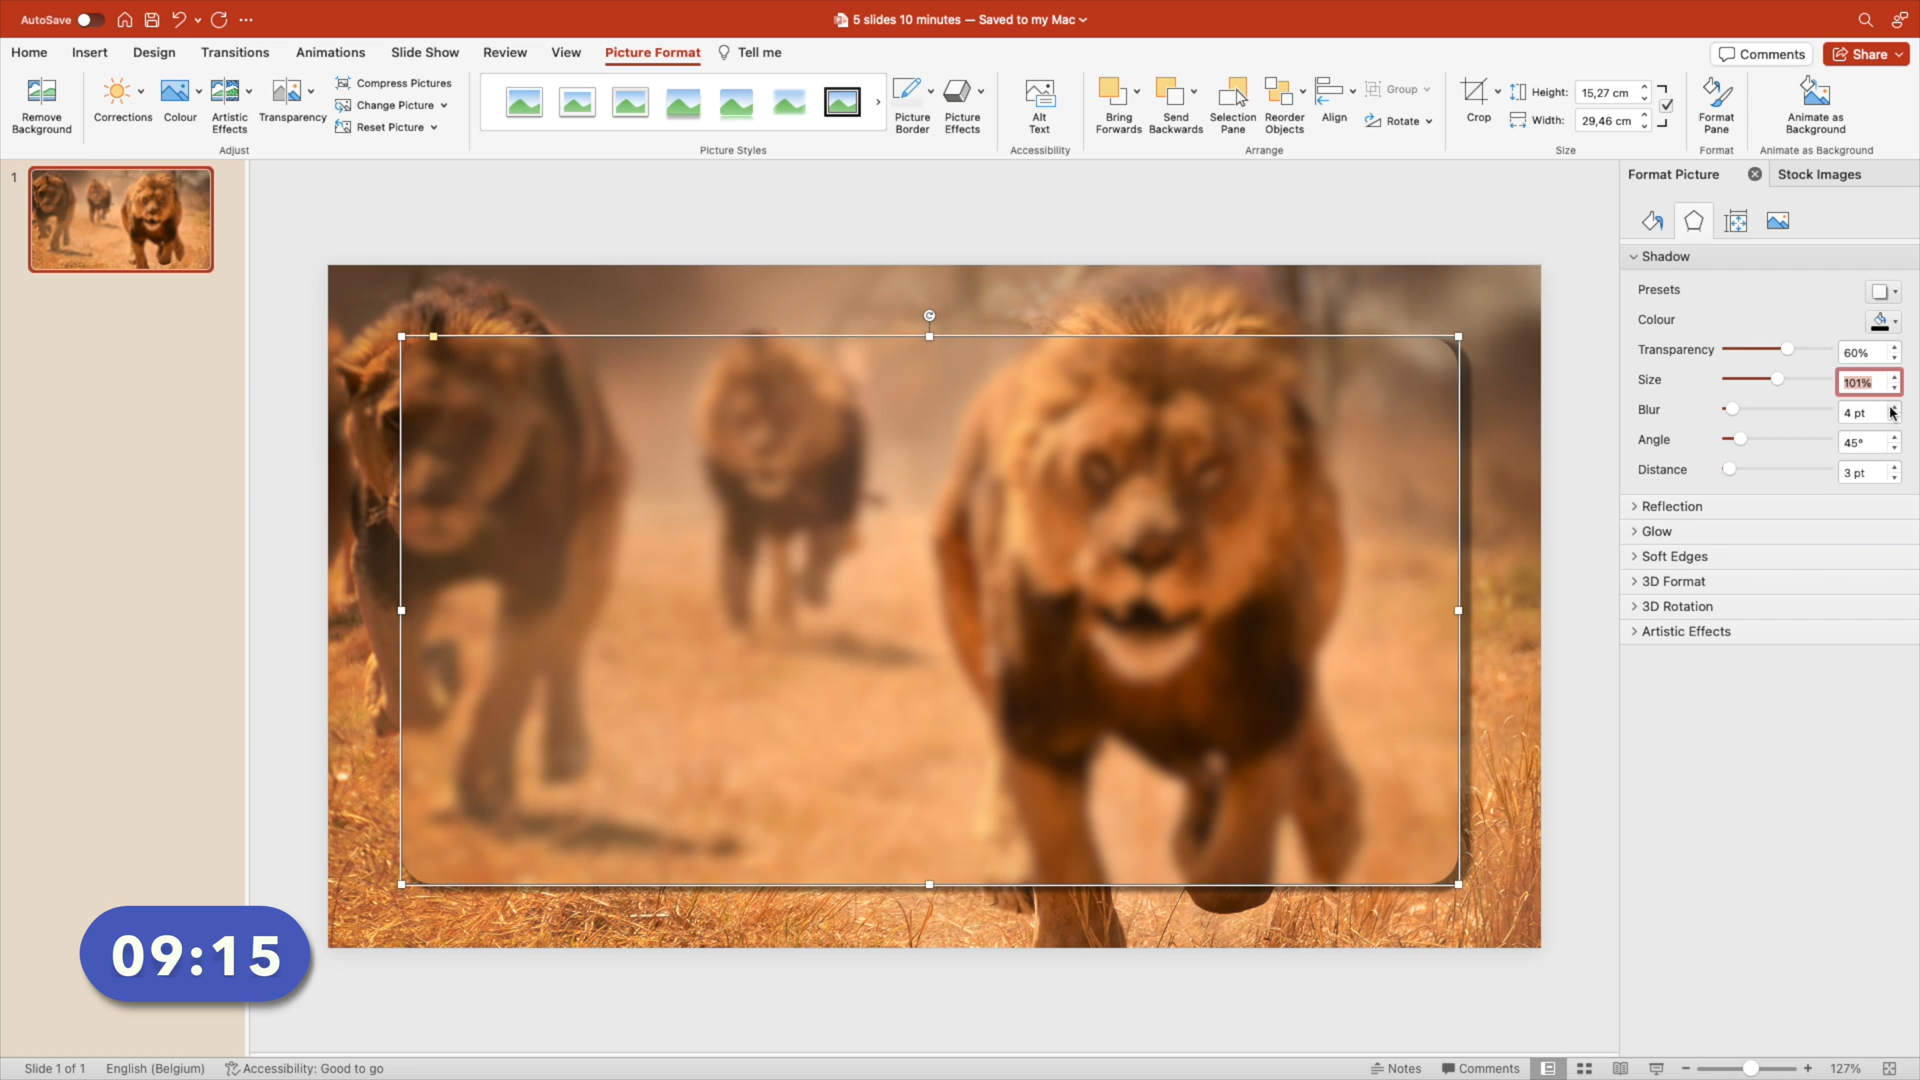 AutoSave
5 slides 10 minutes — Saved to my Mac
Home Insert Design Transitions Animations Slide Show Review View Picture Format Tell me
Comments Share
Remove Background
Corrections
Colour
Artistic Effects
Transparency
Compress Pictures
Change Picture
Reset Picture
Adjust
Picture Styles
Picture Border
Picture Effects
Alt Text
Accessibility
Bring Forwards
Send Backwards
Selection Pane
Reorder Objects
Align
Group
Rotate
Arrange
Crop
Height: 15,27 cm
Width: 29,46 cm
Size
Format Pane
Format
Animate as Background
Animate as Background
1
Format Picture
Stock Images
Shadow
Presets
Colour
Transparency 60%
Size 101%
Blur 4 pt
Angle 45°
Distance 3 pt
Reflection
Glow
Soft Edges
3D Format
3D Rotation
Artistic Effects
09:15
Slide 1 of 1 English (Belgium) Accessibility: Good to go
Notes Comments 127%